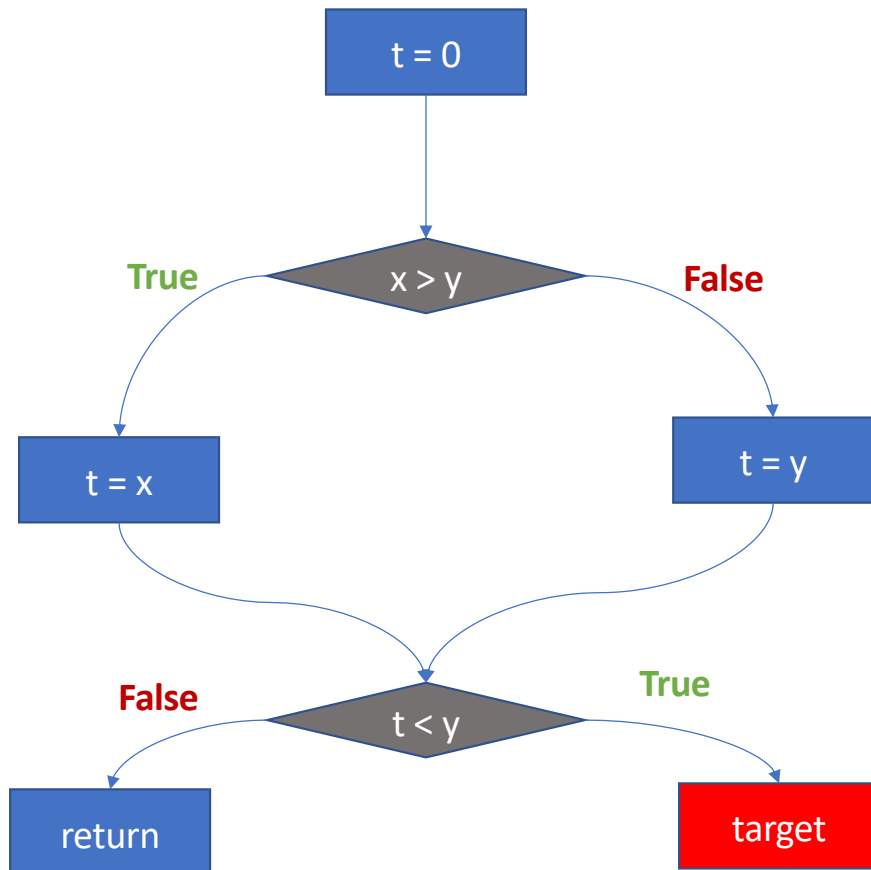 t = 0
True
x > y
False
t = x
t = y
False
t < y
True
return
target